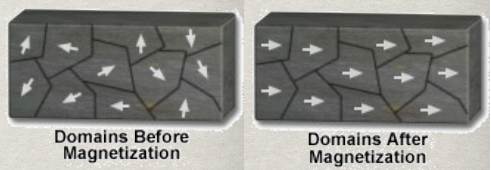 Domains Before
Magnetization
Domains After
Magnetization